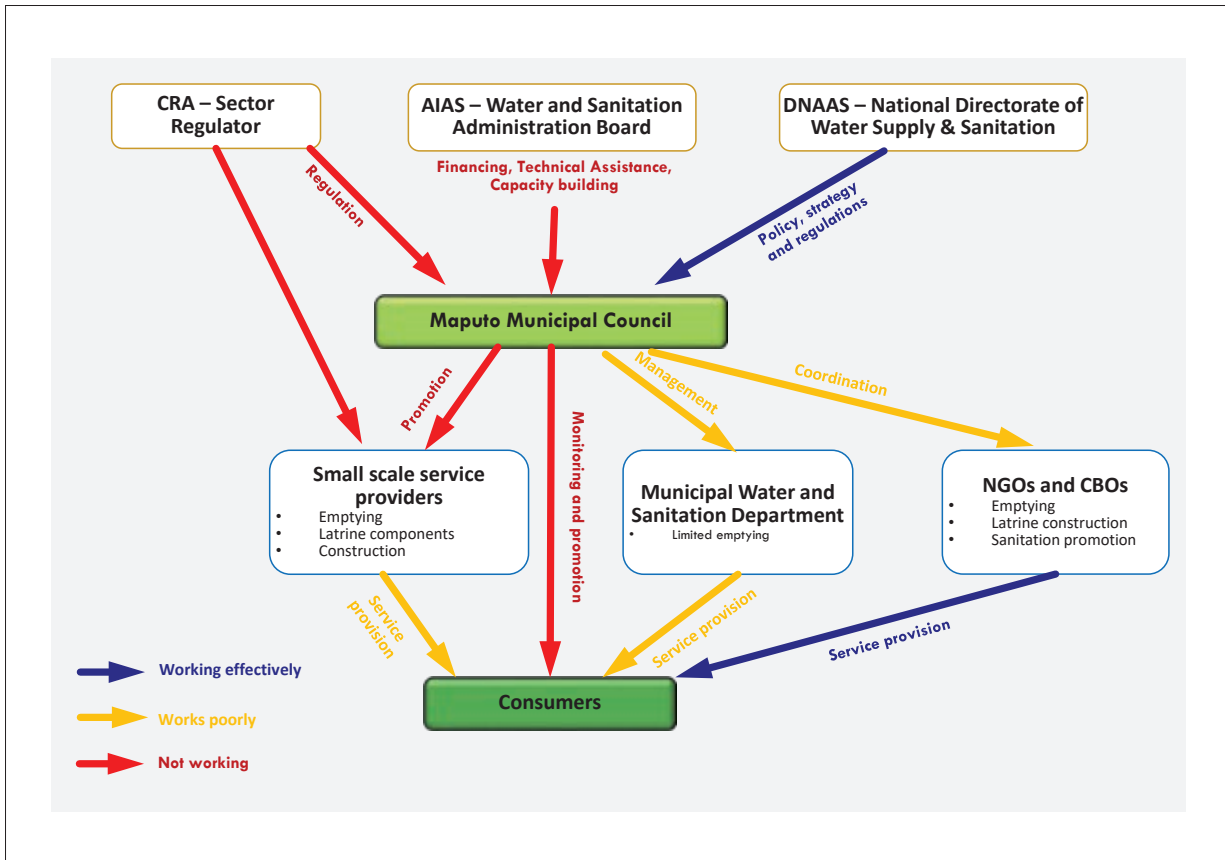 CRA – Sector
Regulator
AIAS – Water and Sanitation
Administration Board
DNAAS – National Directorate of
Water Supply & Sanitation
Financing, Technical Assistance,
Capacity building
Regulation
Policy, strategy
and regulations
Maputo Municipal Council
Promotion
Monitoring and promotion
Management
Coordination
Small scale service
providers
• Emptying
• Latrine components
• Construction
Municipal Water and
Sanitation Department
• Limited emptying
NGOs and CBOs
• Emptying
• Latrine construction
• Sanitation promotion
Service
provision
Service provision
Service provision
Consumers
Working effectively
Works poorly
Not working